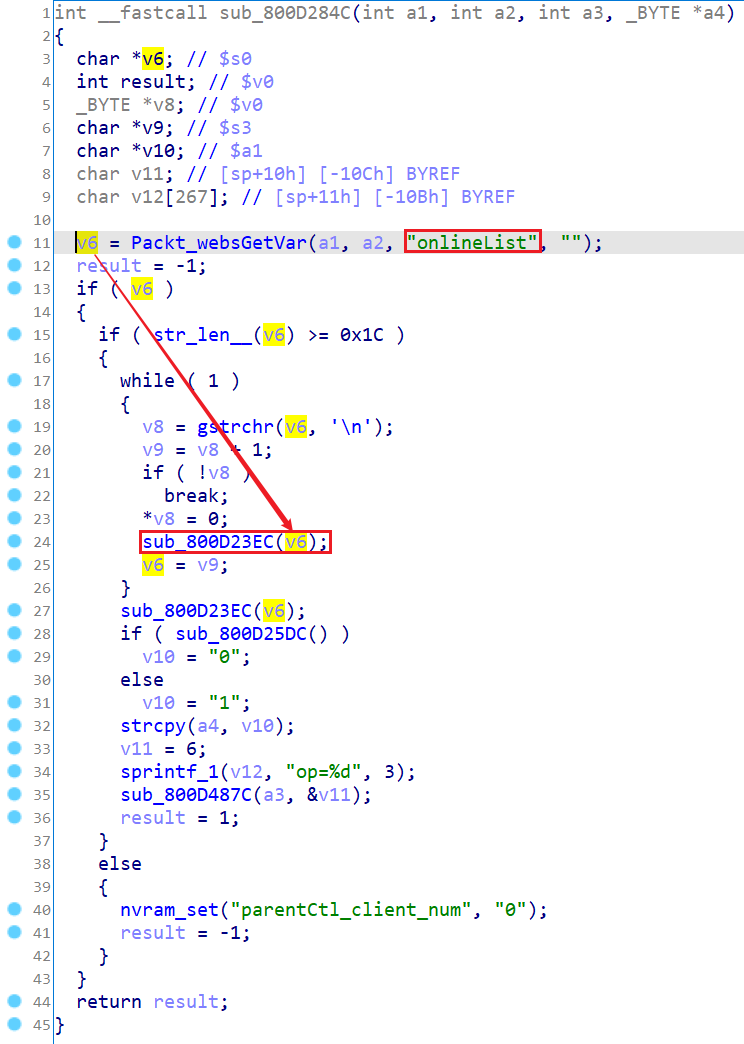 1 int __fastcall sub_800D284C(int a1, int a2, int a3, _BYTE *a4)
2 {
3 char *v6; // $s0
4 int result; // $v0
5 _BYTE *v8; // $v0
6 char *v9; // $s3
7 char *v10; // $a1
8 char v11; // [sp+10h] [-10Ch] BYREF
9 char v12[267]; // [sp+11h] [-10Bh] BYREF
10
11 v6 = Packt_websGetVar(a1, a2, "onlineList", "");
12 result = -1;
13 if ( v6 )
14 {
15 if ( str_len__(v6) >= 0x1C )
16 {
17 while ( 1 )
18 {
19 v8 = gstrchr(v6, '\n');
20 v9 = v8 + 1;
21 if ( !v8 )
22 break;
23 *v8 = 0;
24 sub_800D23EC(v6);
25 v6 = v9;
26 }
27 sub_800D23EC(v6);
28 if ( sub_800D25DC() )
29 v10 = "0";
30 else
31 v10 = "1";
32 strcpy(a4, v10);
33 v11 = 6;
34 sprintf_1(v12, "op=%d", 3);
35 sub_800D487C(a3, &v11);
36 result = 1;
37 }
38 else
39 {
40 nvram_set("parentCtl_client_num", "0");
41 result = -1;
42 }
43 }
44 return result;
45 }